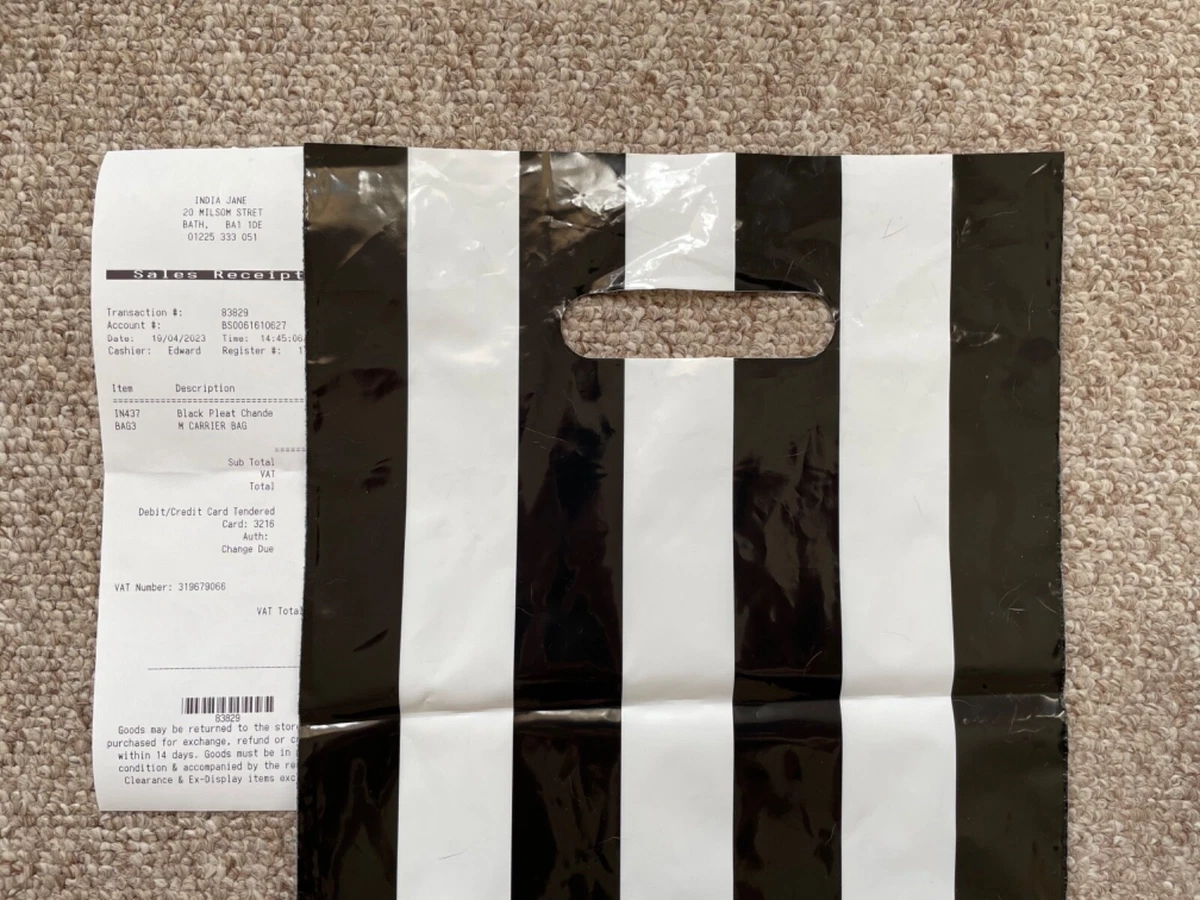 INDIA JANE
20 MILSOM STRET
BATH, BA1 1DE
01225 333 051
Sales Receipt
Transaction #: 83829
Account #: BS0061610627
Date: 19/04/2023 Time: 14:45:06
Cashier: Edward Register #:
Item Description
IN437 Black Pleat Chande
BAG3 M CARRIER BAG
Sub Total
VAT
Total
Debit/Credit Card Tendered
Card: 3216
Auth:
Change Due
VAT Number: 319679066
VAT Total
83829
Goods may be returned to the store
purchased for exchange, refund or
within 14 days. Goods must be in
condition & accompanied by the
Clearance & Ex-Display items